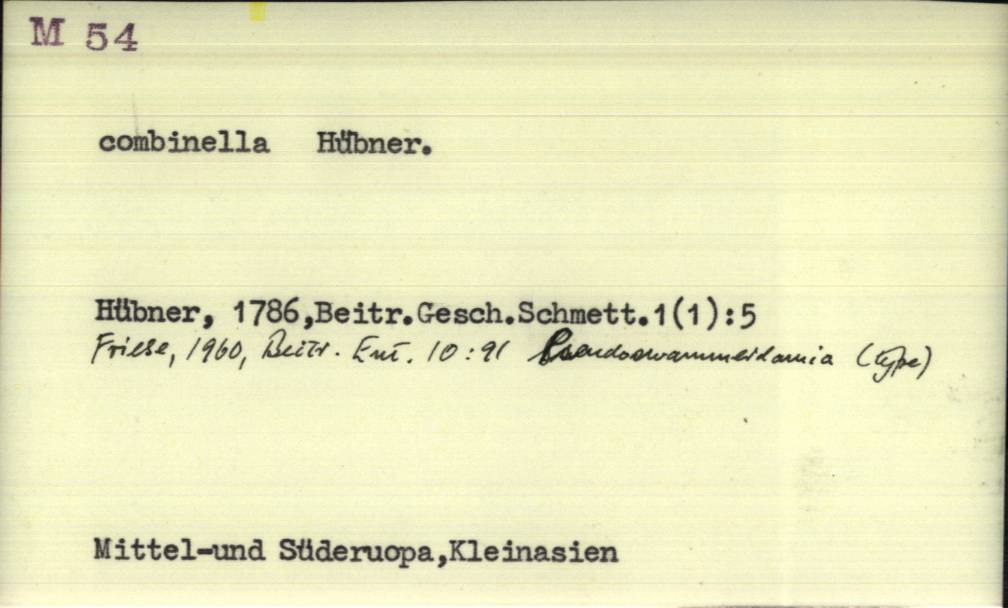 M 54
combinella Hübner.
Hübner, 1786,Beitr.Gesch.Schmett.1(1):5
Friese, 1960, Beitr. Ent. 10:91 Pseudoswammerdamia (type)
Mittel-und Süderuopa,Kleinasien